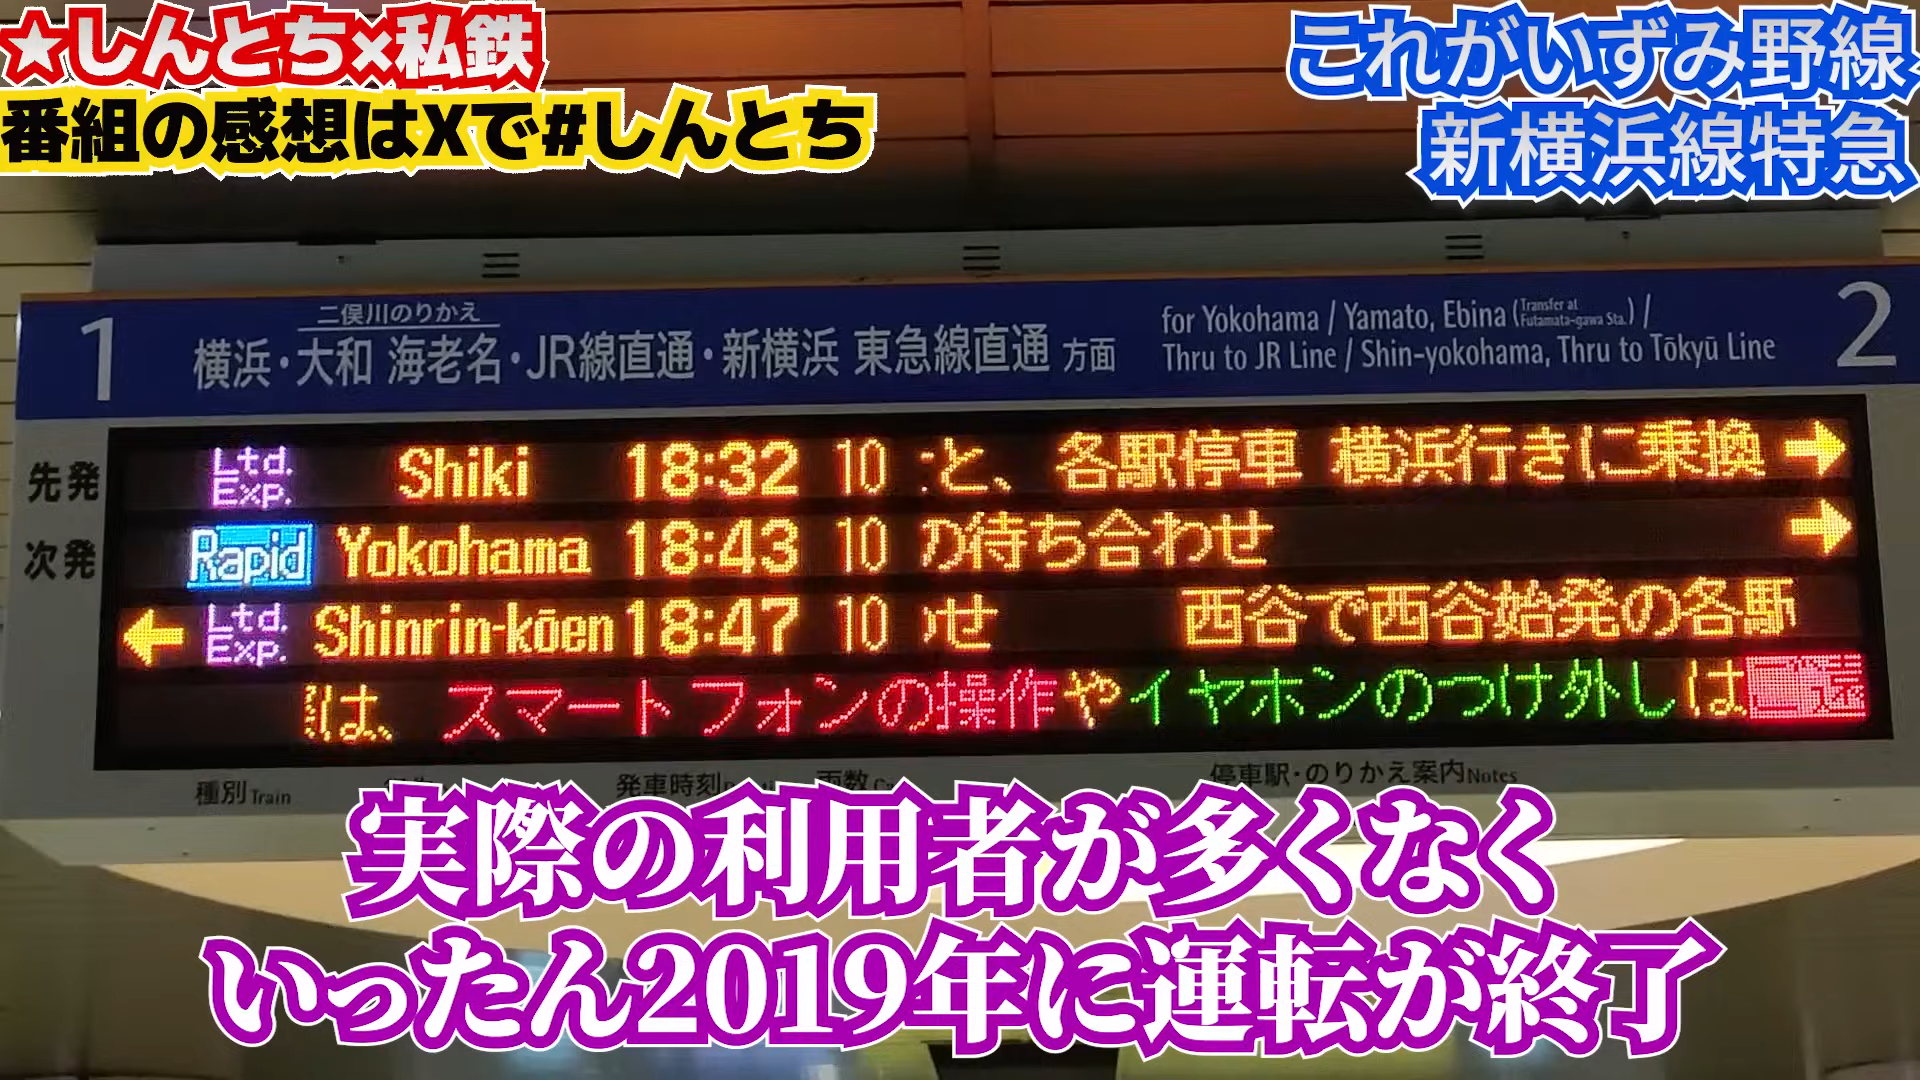 ★しんとち×私鉄
番組の感想はXで#しんとち
これがいずみ野線
新横浜線特急
1
二俣川のりかえ
横浜・大和 海老名・JR線直通・新横浜 東急線直通 方面
for Yokohama / Yamato, Ebina (Transfer at Futamata-gawa Sta.) /
Thru to JR Line / Shin-yokohama, Thru to Tōkyū Line
2
先発 Ltd. Exp. Shiki 18:32 10 と、各駅停車 横浜行きに乗換 →
次発 Rapid Yokohama 18:43 10 の待ち合わせ →
← Ltd. Exp. Shinrin-kōen 18:47 10 せ 西谷で西谷始発の各駅
は、スマートフォンの操作やイヤホンのつけ外しは
種別 Train
発車時刻
両数
停車駅・のりかえ案内 Notes
実際の利用者が多くなく
いったん2019年に運転が終了